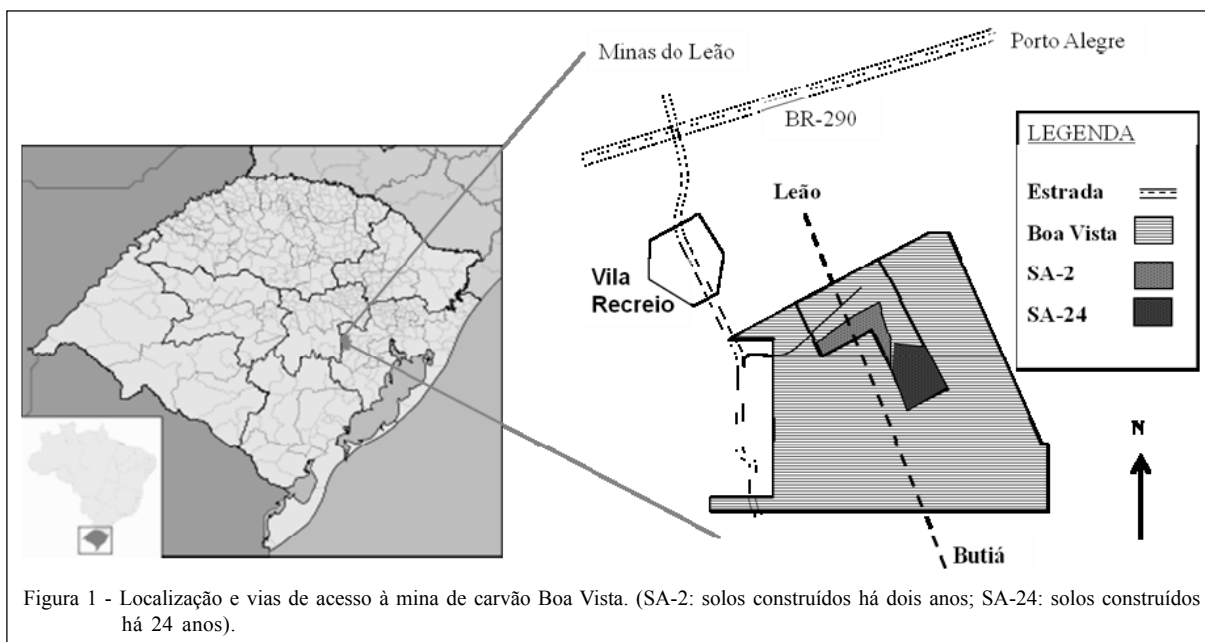 Minas do Leão
Porto Alegre
BR-290
LEGENDA
Estrada
Boa Vista
SA-2
SA-24
Leão
Vila
Recreio
N
Butiá
Figura 1 - Localização e vias de acesso à mina de carvão Boa Vista. (SA-2: solos construídos há dois anos; SA-24: solos construídos
há 24 anos).